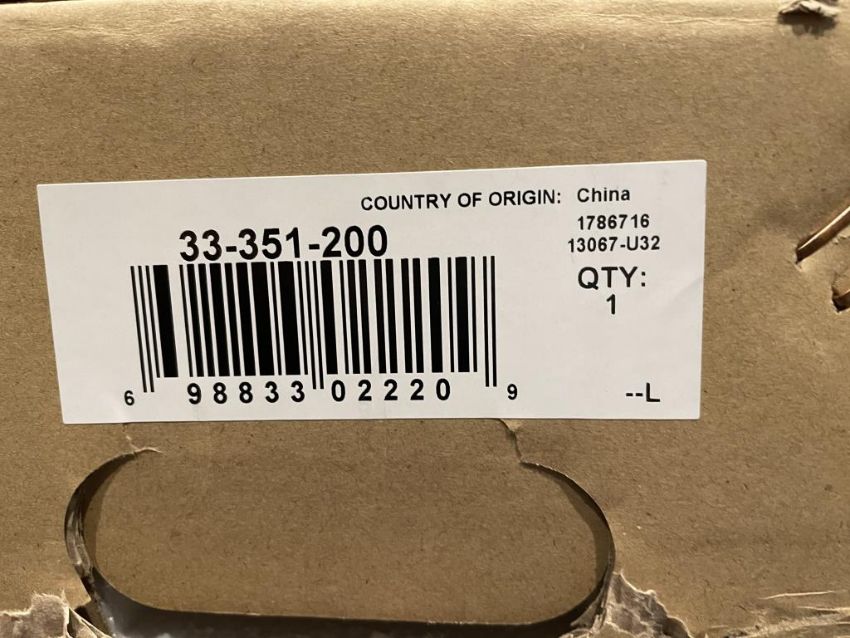 COUNTRY OF ORIGIN: China
1786716
33-351-200
13067-U32
QTY:
1
6 98833 02220 9
--L